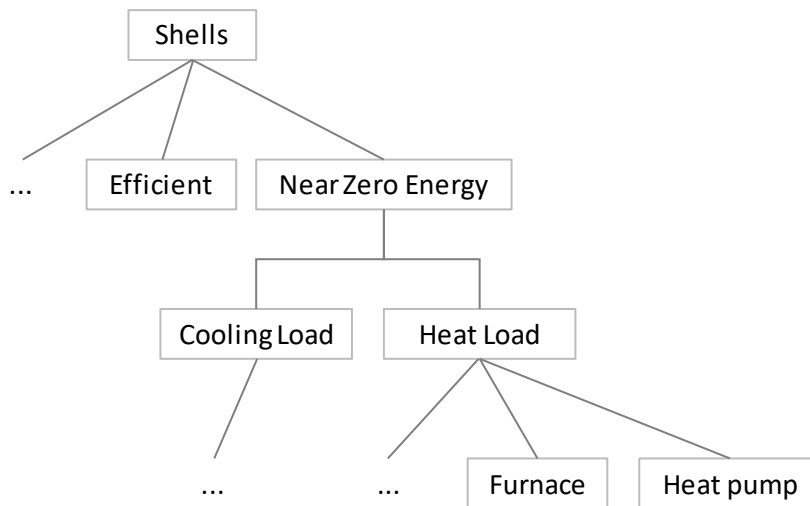 Shells
...
Efficient
Near Zero Energy
Cooling Load
Heat Load
...
...
Furnace
Heat pump